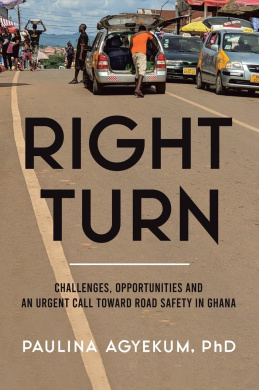 RIGHT
TURN
CHALLENGES, OPPORTUNITIES AND
AN URGENT CALL TOWARD ROAD SAFETY IN GHANA
PAULINA AGYEKUM, PhD